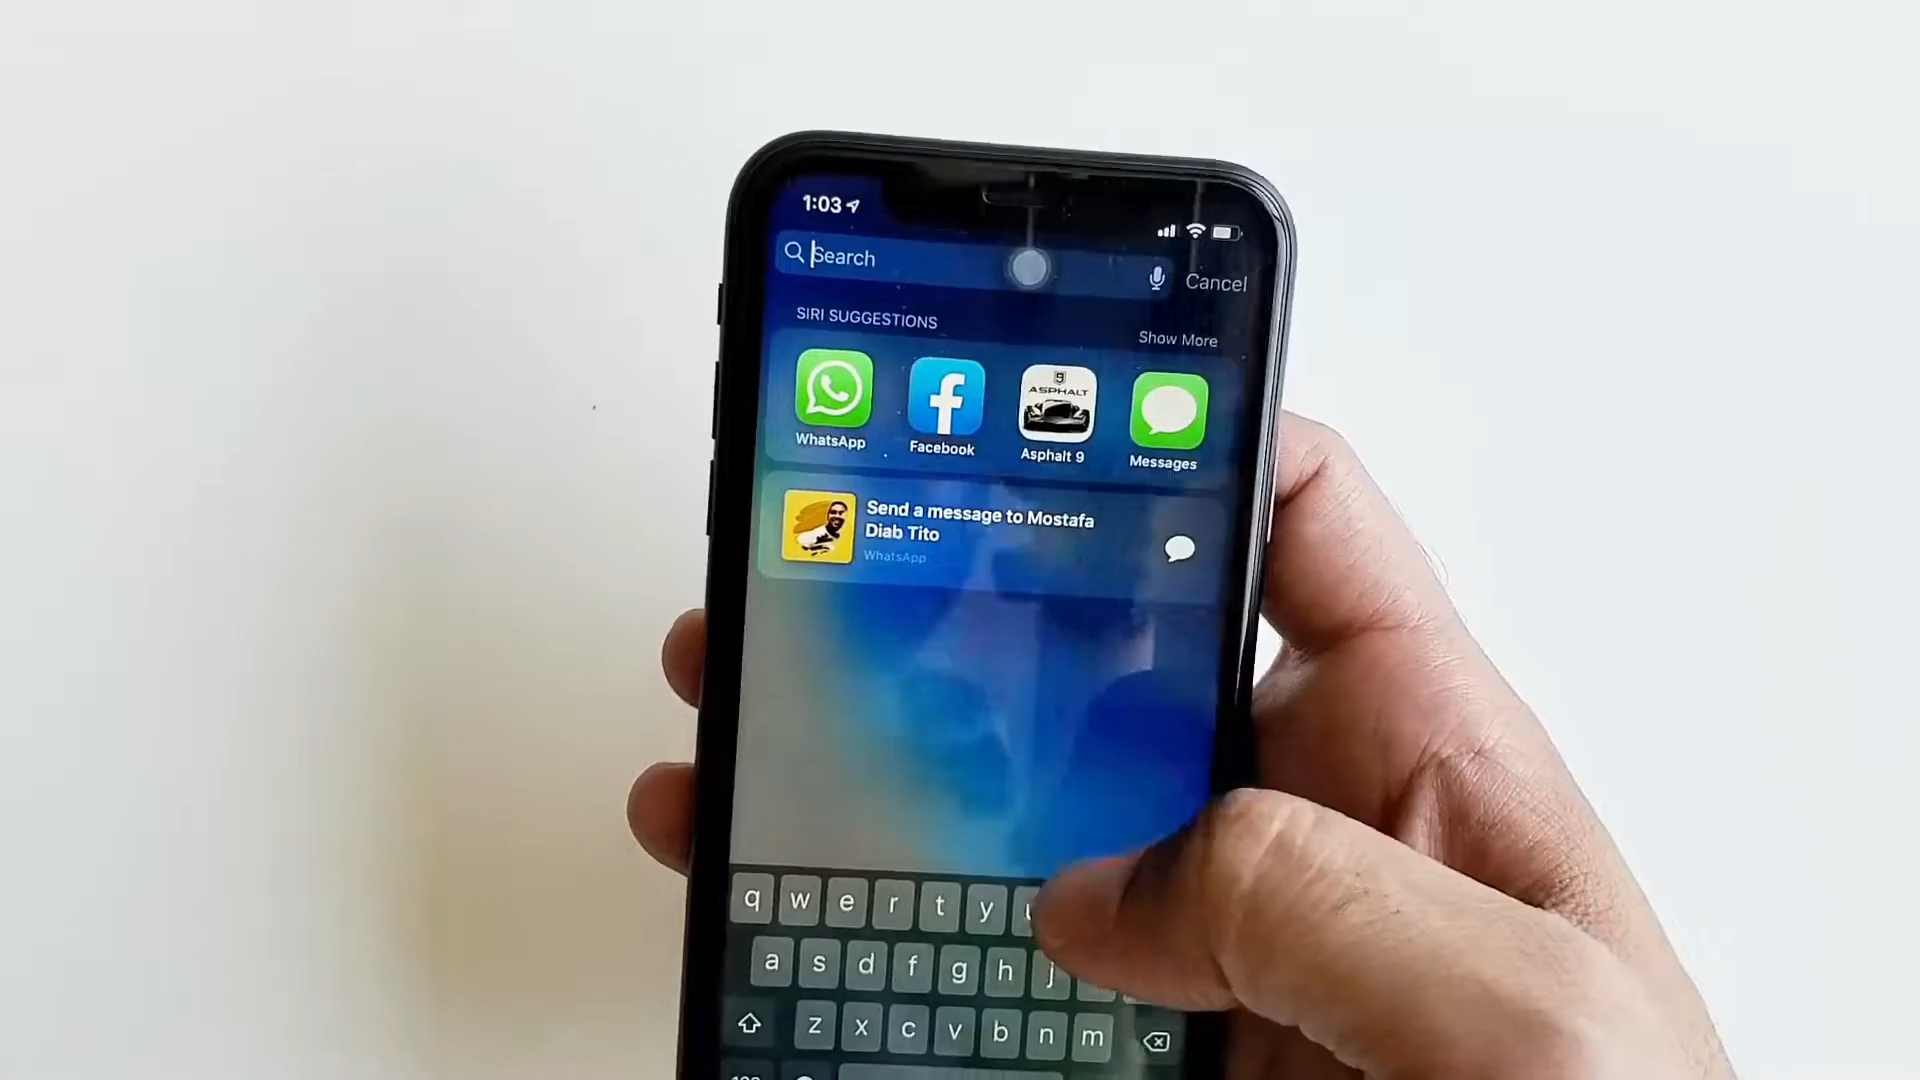 1:03
Search
Cancel
SIRI SUGGESTIONS
Show More
9
ASPHALT
WhatsApp
Facebook
Asphalt 9
Messages
Send a message to Mostafa
Diab Tito
WhatsApp
q w e r t y
a s d f g h j
z x c v b n m